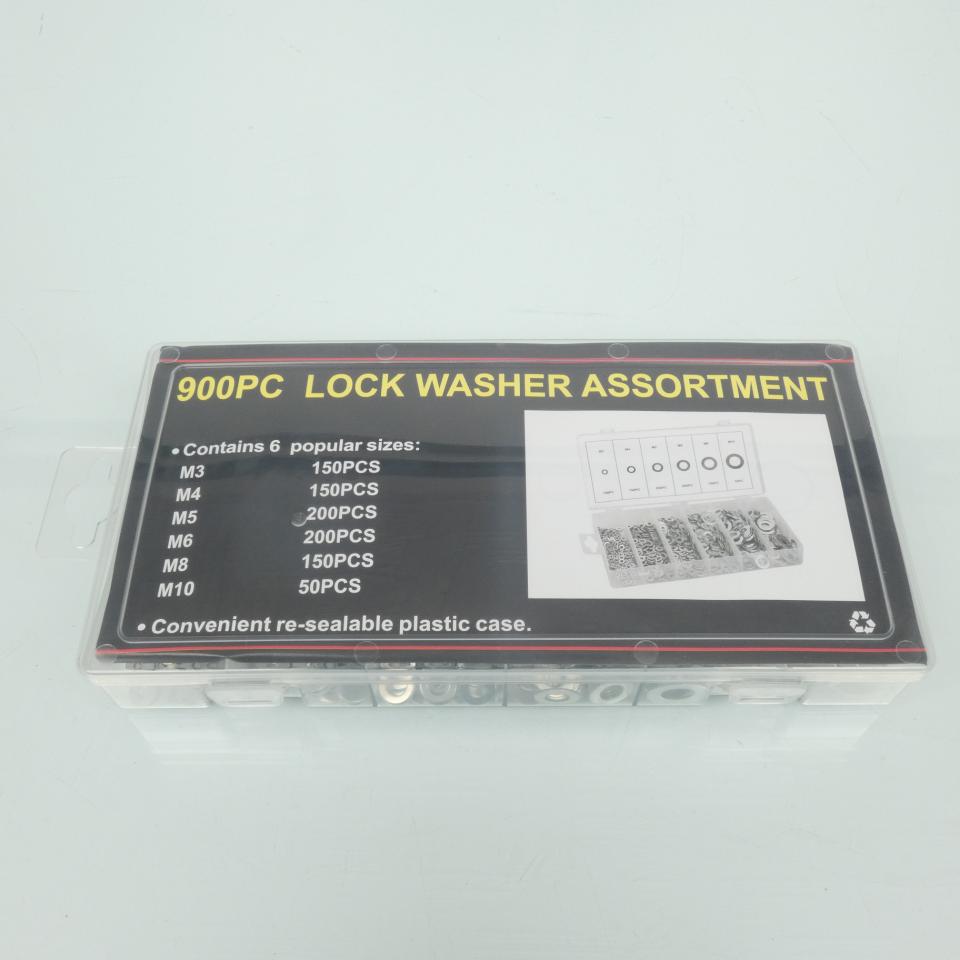 900PC LOCK WASHER ASSORTMENT
• Contains 6 popular sizes:
M3 150PCS
M4 150PCS
M5 200PCS
M6 200PCS
M8 150PCS
M10 50PCS
• Convenient re-sealable plastic case.